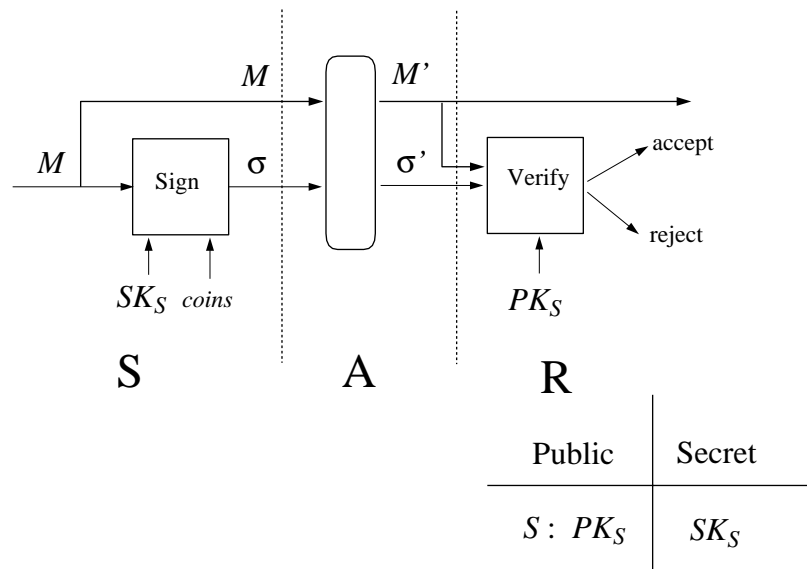 M M’
M Sign σ σ’ Verify accept
reject
SK_S coins PK_S
S A R
Public Secret
S : PK_S SK_S